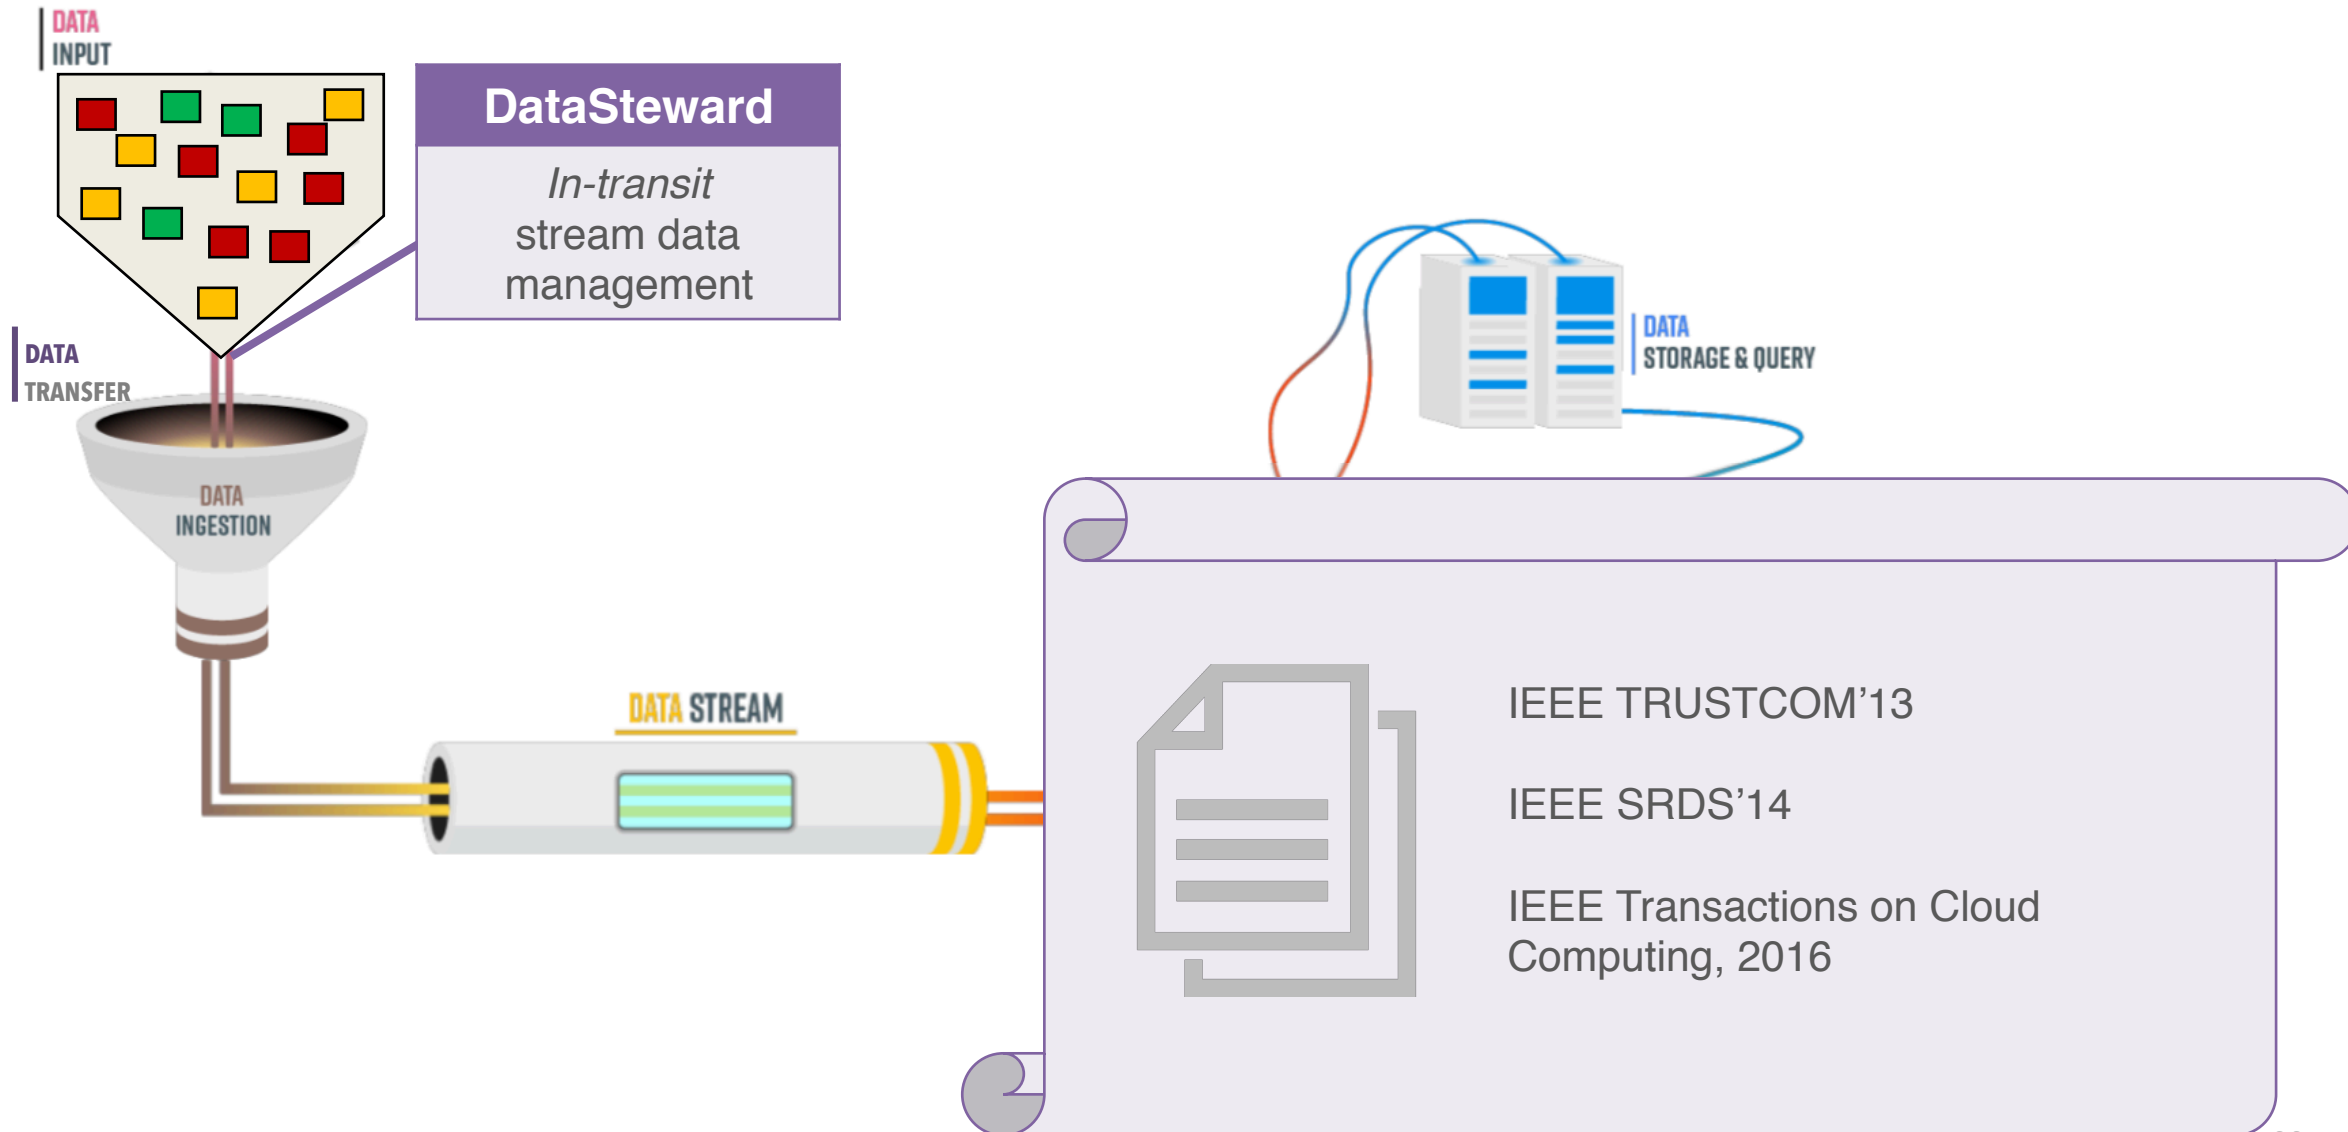 DATA
INPUT
DataSteward
In-transit
stream data
management
DATA
TRANSFER
DATA
INGESTION
DATA STREAM
DATA
STORAGE & QUERY
IEEE TRUSTCOM’13
IEEE SRDS’14
IEEE Transactions on Cloud
Computing, 2016